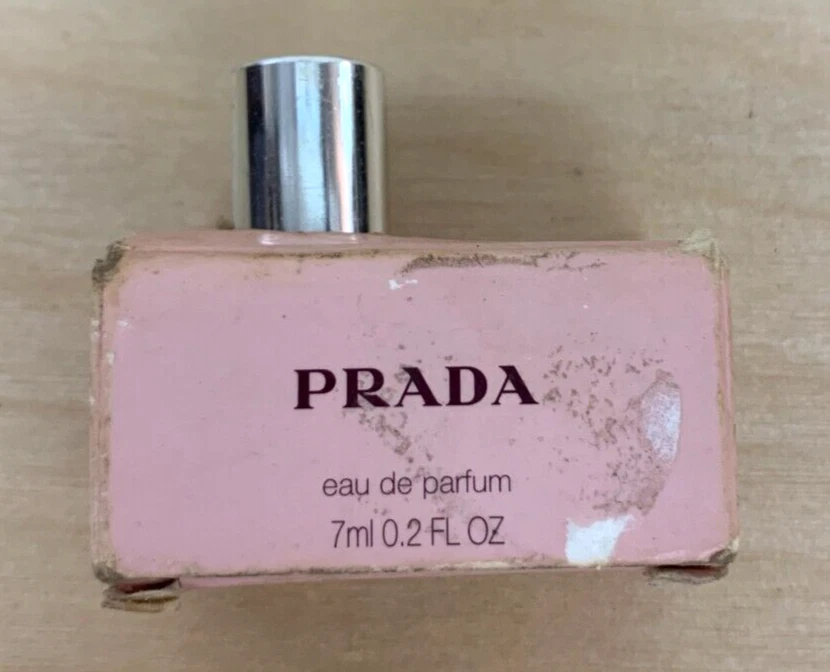 PRADA
eau de parfum
7ml 0.2 FL OZ